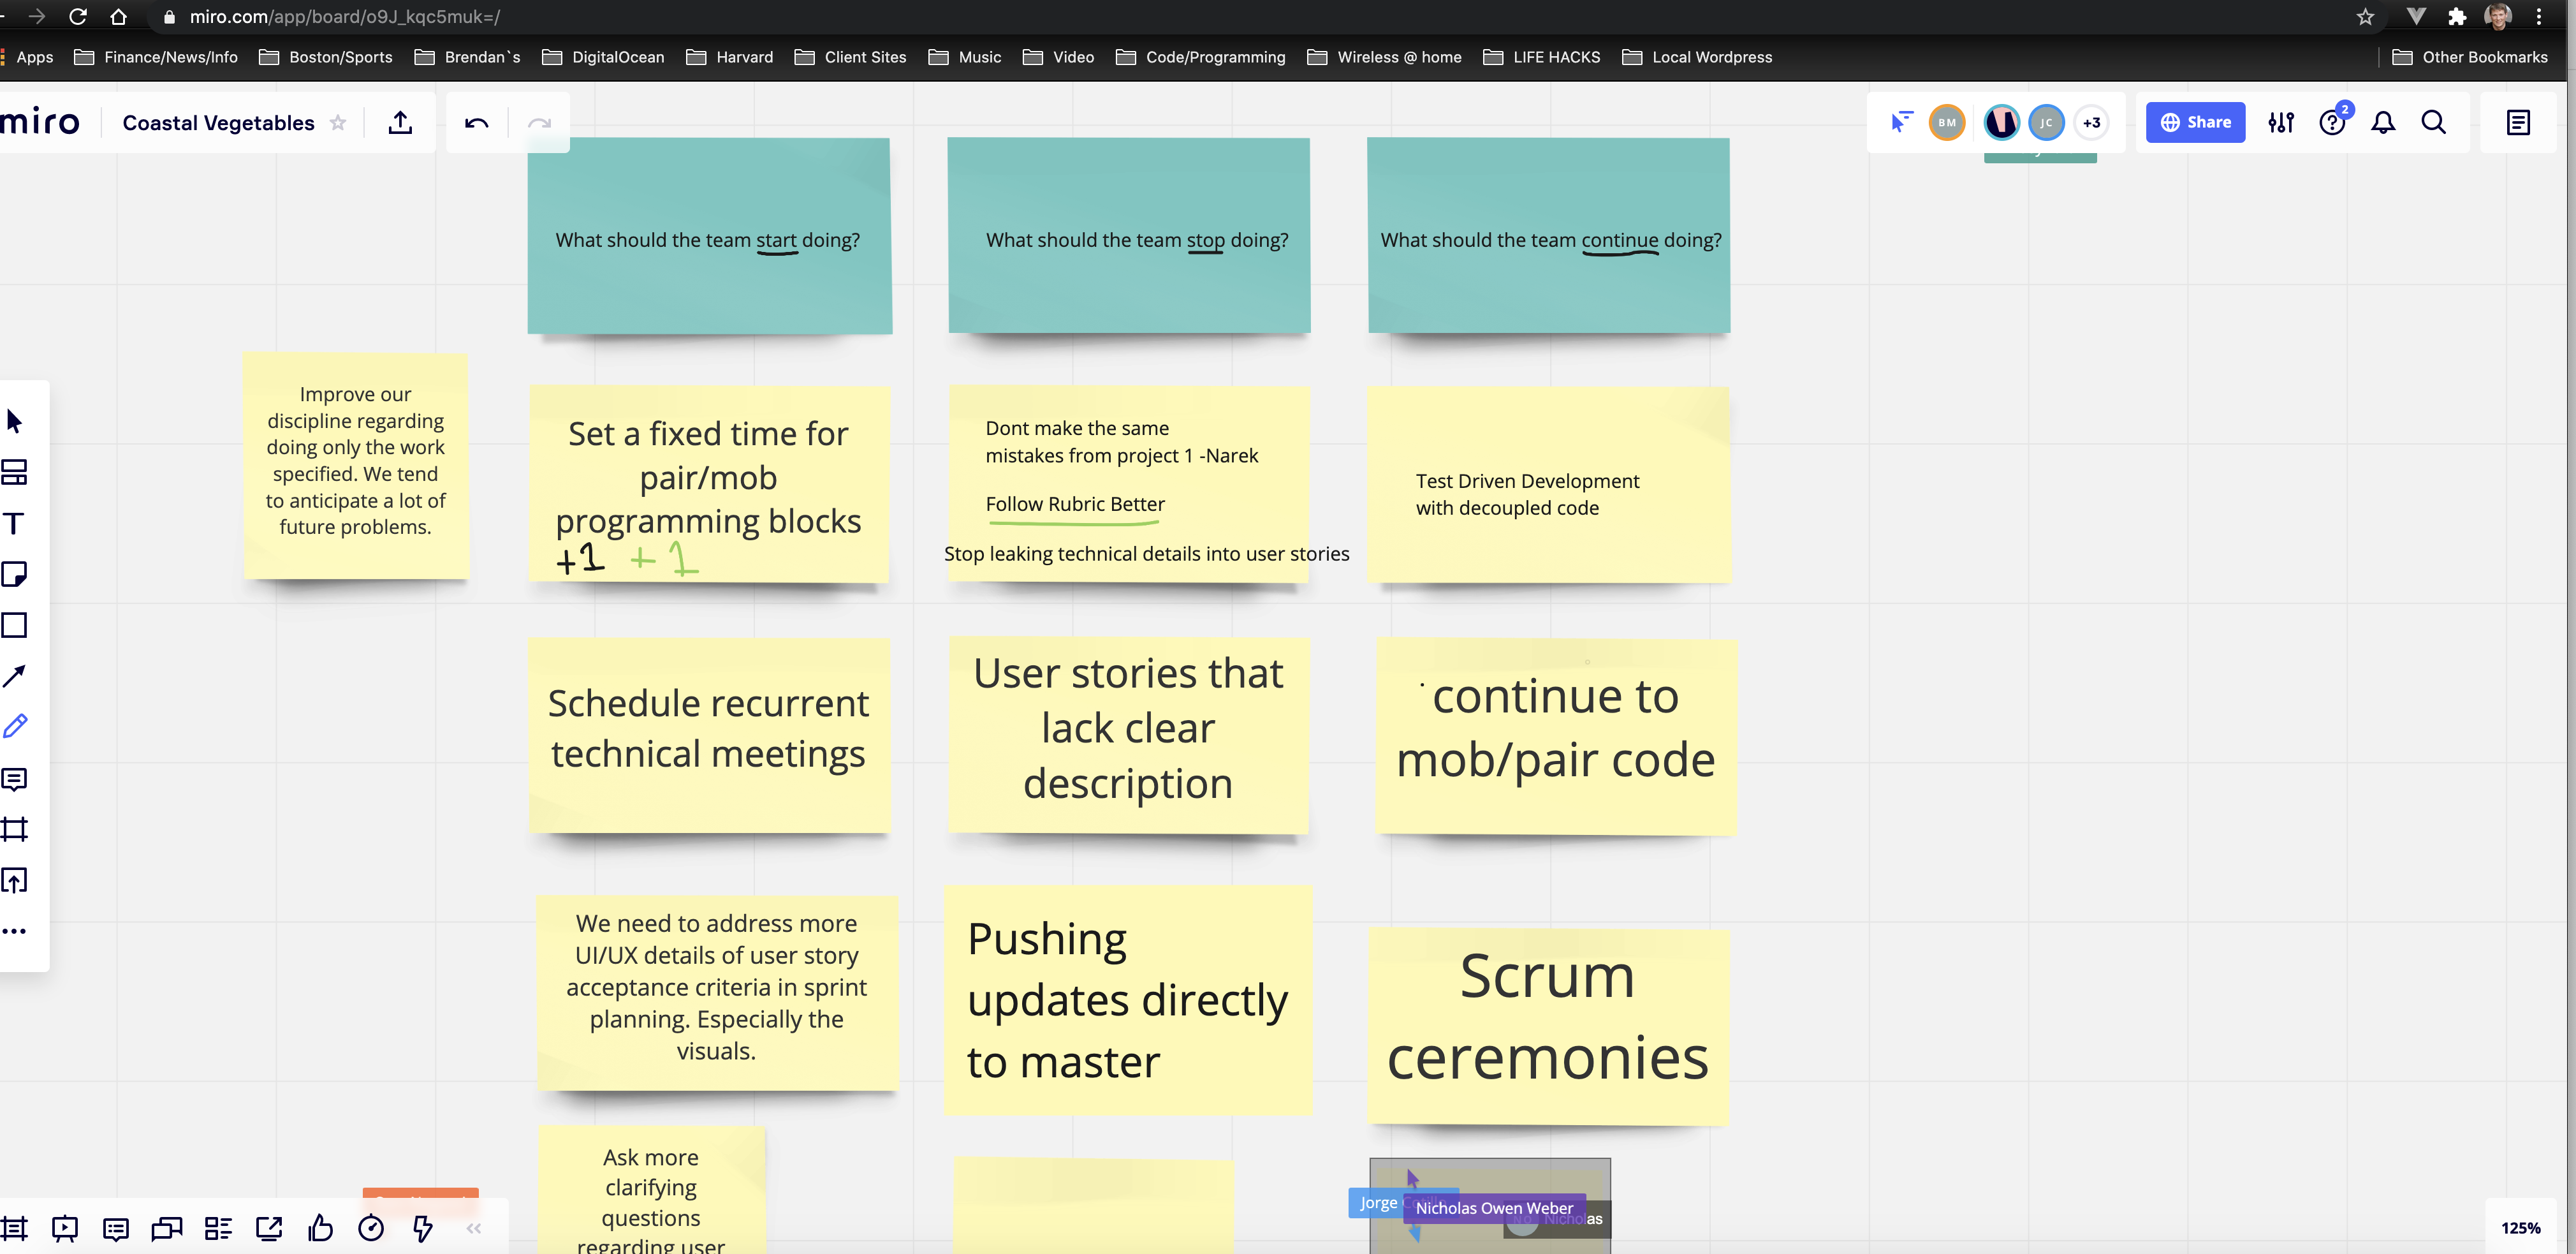 miro.com/app/board/o9J_kqc5muk=/
Apps Finance/News/Info Boston/Sports Brendan`s DigitalOcean Harvard Client Sites Music Video Code/Programming Wireless @ home LIFE HACKS Local Wordpress Other Bookmarks
miro Coastal Vegetables
BM JC +3 Share 2
What should the team start doing?
What should the team stop doing?
What should the team continue doing?
Improve our
discipline regarding
doing only the work
specified. We tend
to anticipate a lot of
future problems.
Set a fixed time for
pair/mob
programming blocks
+1 +1
Dont make the same
mistakes from project 1 -Narek
Follow Rubric Better
Stop leaking technical details into user stories
Test Driven Development
with decoupled code
Schedule recurrent
technical meetings
User stories that
lack clear
description
continue to
mob/pair code
We need to address more
UI/UX details of user story
acceptance criteria in sprint
planning. Especially the
visuals.
Pushing
updates directly
to master
Scrum
ceremonies
Ask more
clarifying
questions
regarding user
Jorge
Nicholas Owen Weber
Nicholas
125%